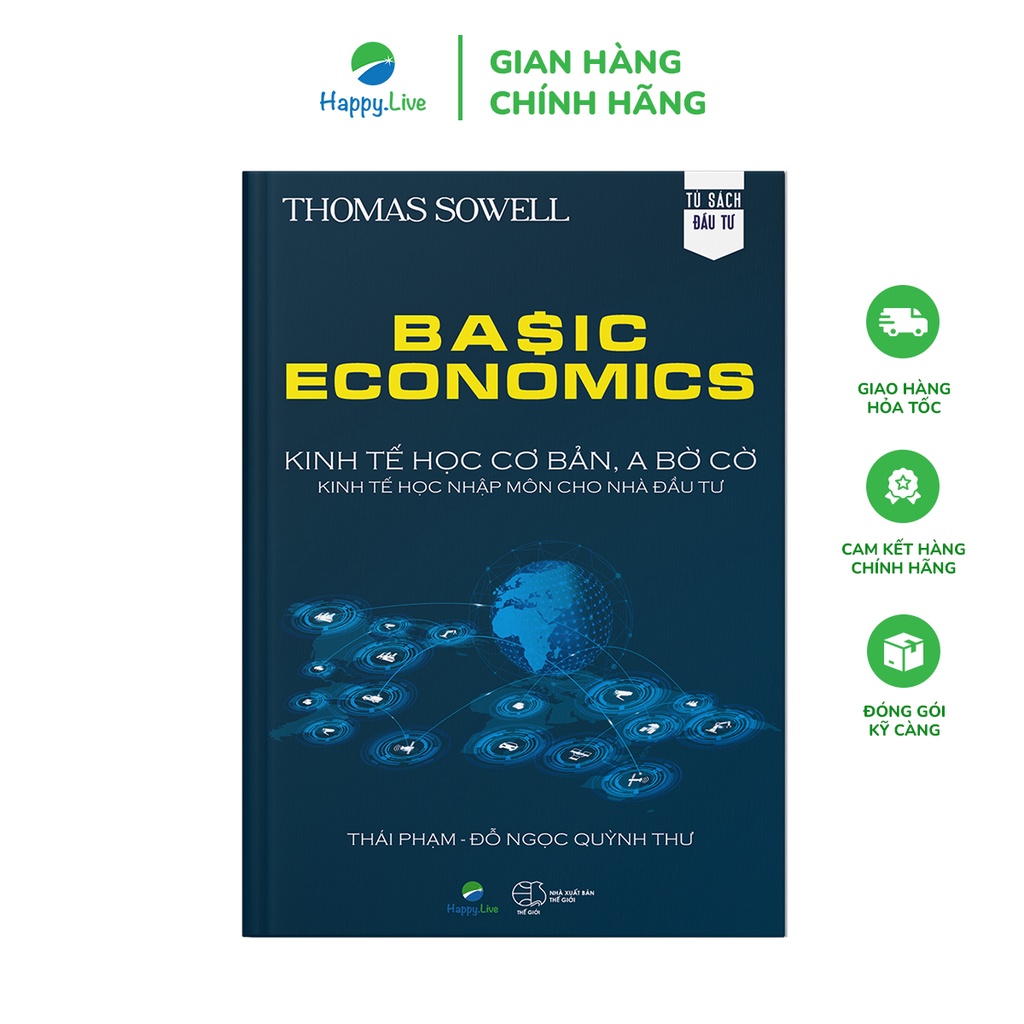 Happy.Live
GIAN HÀNG
CHÍNH HÃNG
THOMAS SOWELL
TỦ SÁCH
ĐẦU TƯ
BA$IC
ECONOMICS
KINH TẾ HỌC CƠ BẢN, A BỜ CỜ
KINH TẾ HỌC NHẬP MÔN CHO NHÀ ĐẦU TƯ
THÁI PHẠM - ĐỖ NGỌC QUỲNH THƯ
Happy.Live
THẾ GIỚI
NHÀ XUẤT BẢN
THẾ GIỚI
GIAO HÀNG
HỎA TỐC
CAM KẾT HÀNG
CHÍNH HÃNG
ĐÓNG GÓI
KỸ CÀNG